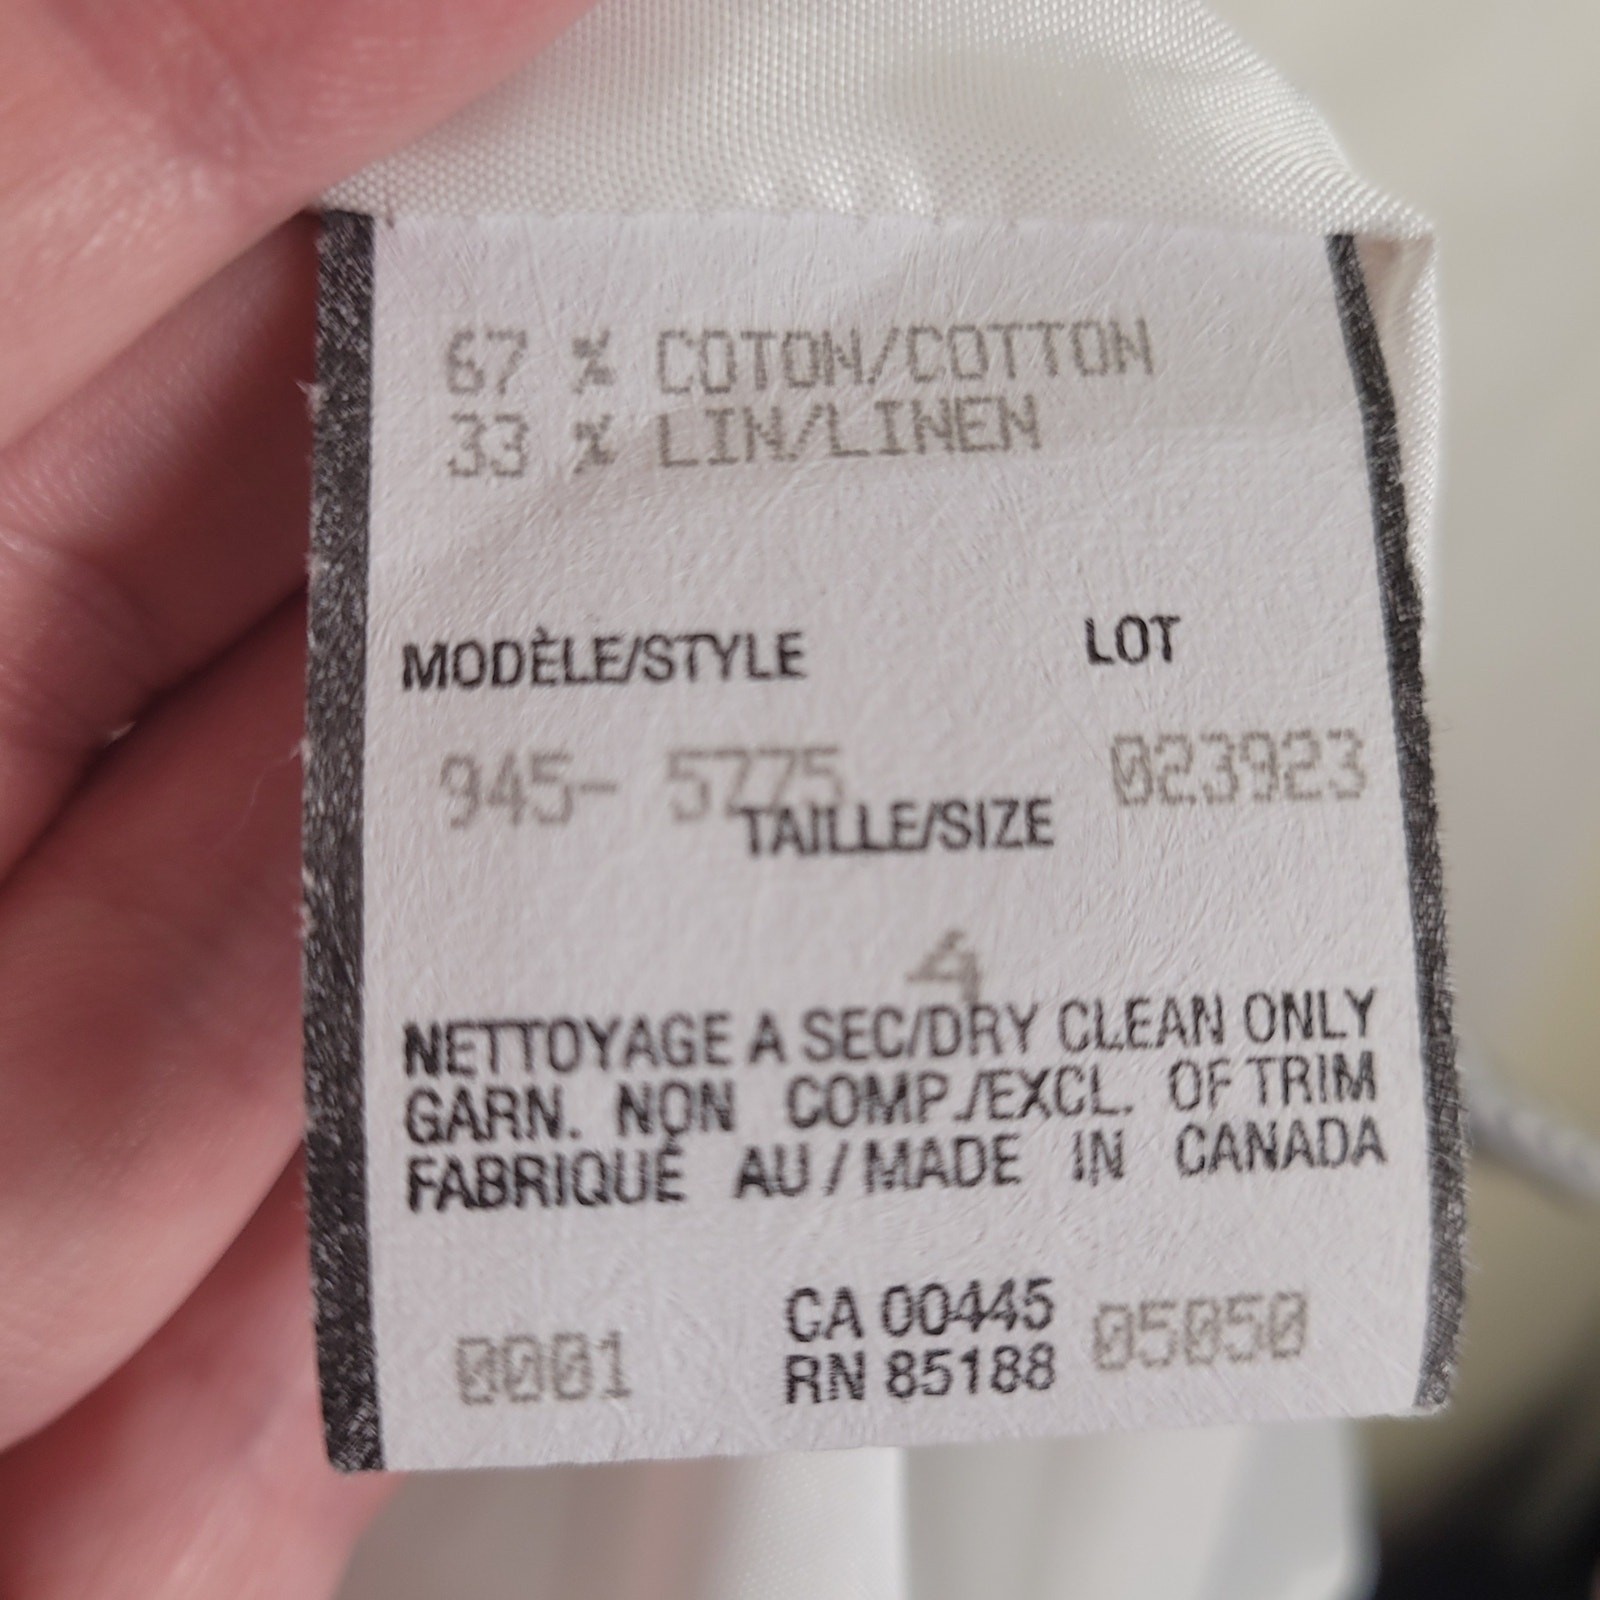 67 % COTON/COTTON
33 % LIN/LINEN
MODÈLE/STYLE LOT
945- 5775 023923
TAILLE/SIZE
4
NETTOYAGE A SEC/DRY CLEAN ONLY
GARN. NON COMP./EXCL. OF TRIM
FABRIQUÉ AU / MADE IN CANADA
CA 00445
0001 RN 85188 05050